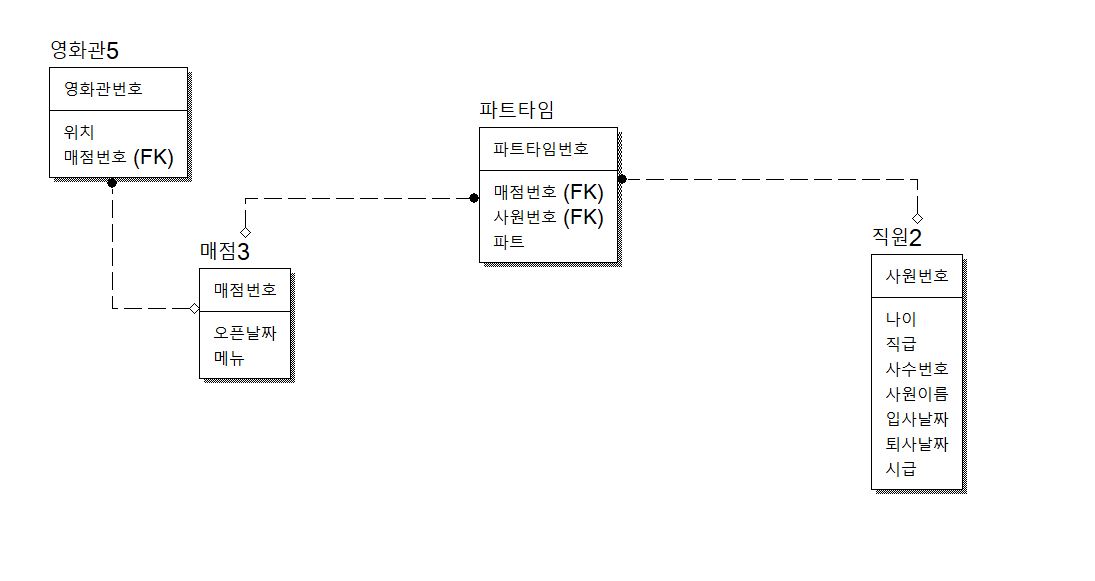 영화관5
영화관번호
위치
매점번호 (FK)
매점3
매점번호
오픈날짜
메뉴
파트타임
파트타임번호
매점번호 (FK)
사원번호 (FK)
파트
직원2
사원번호
나이
직급
사수번호
사원이름
입사날짜
퇴사날짜
시급